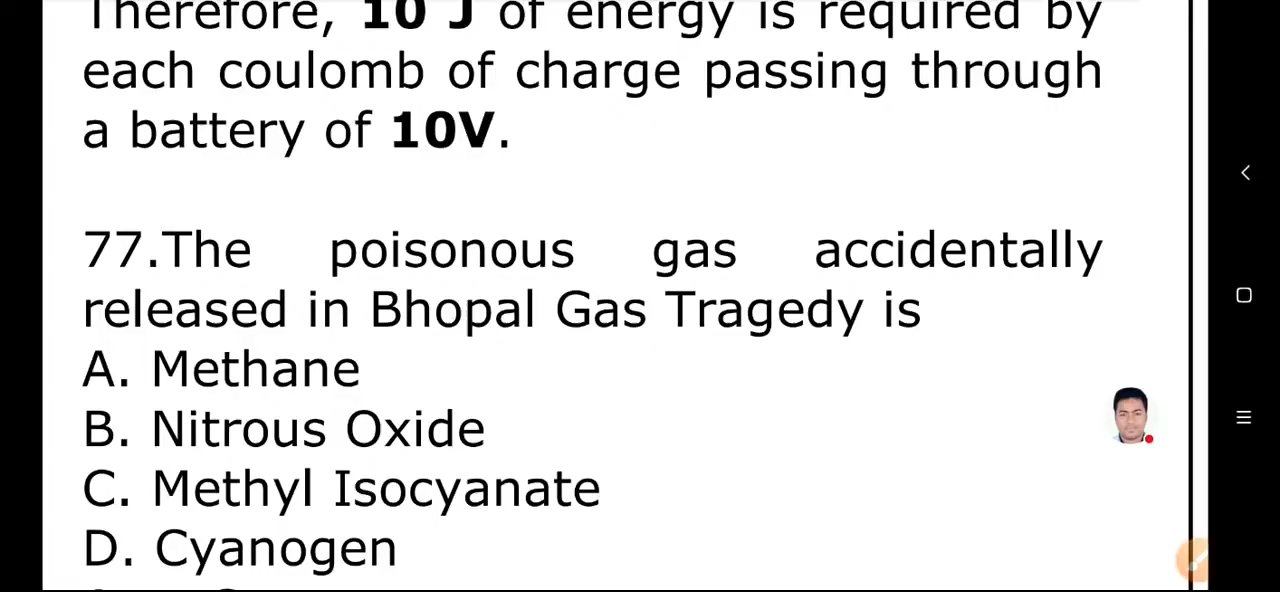 Therefore, 10 J of energy is required by
each coulomb of charge passing through
a battery of 10V.
77.The poisonous gas accidentally
released in Bhopal Gas Tragedy is
A. Methane
B. Nitrous Oxide
C. Methyl Isocyanate
D. Cyanogen